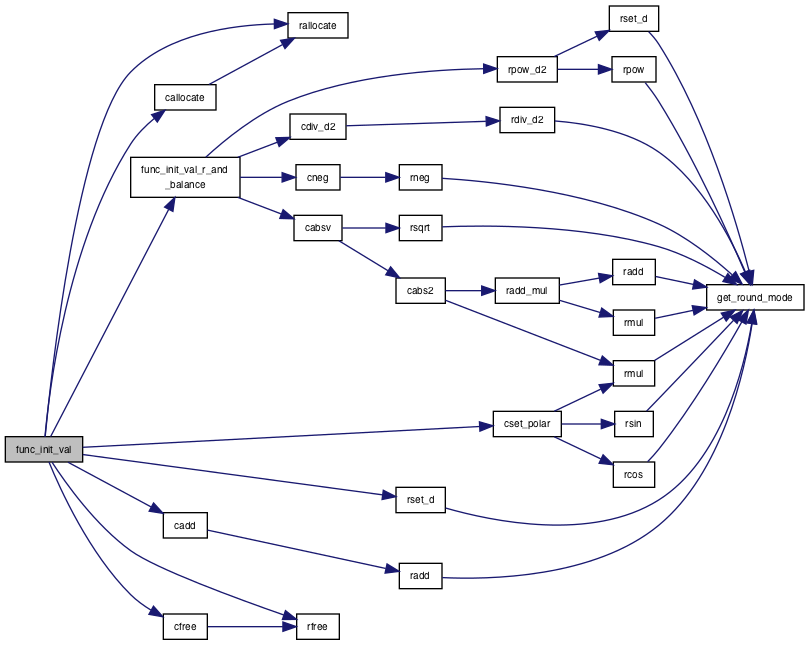 rset_d
rallocate
rpow_d2
rpow
callocate
rdiv_d2
cdiv_d2
func_init_val_r_and
_balance
cneg
rneg
cabsv
rsqrt
radd
cabs2
radd_mul
get_round_mode
rmul
rmul
cset_polar
rsin
func_init_val
rcos
rset_d
cadd
radd
cfree
rfree